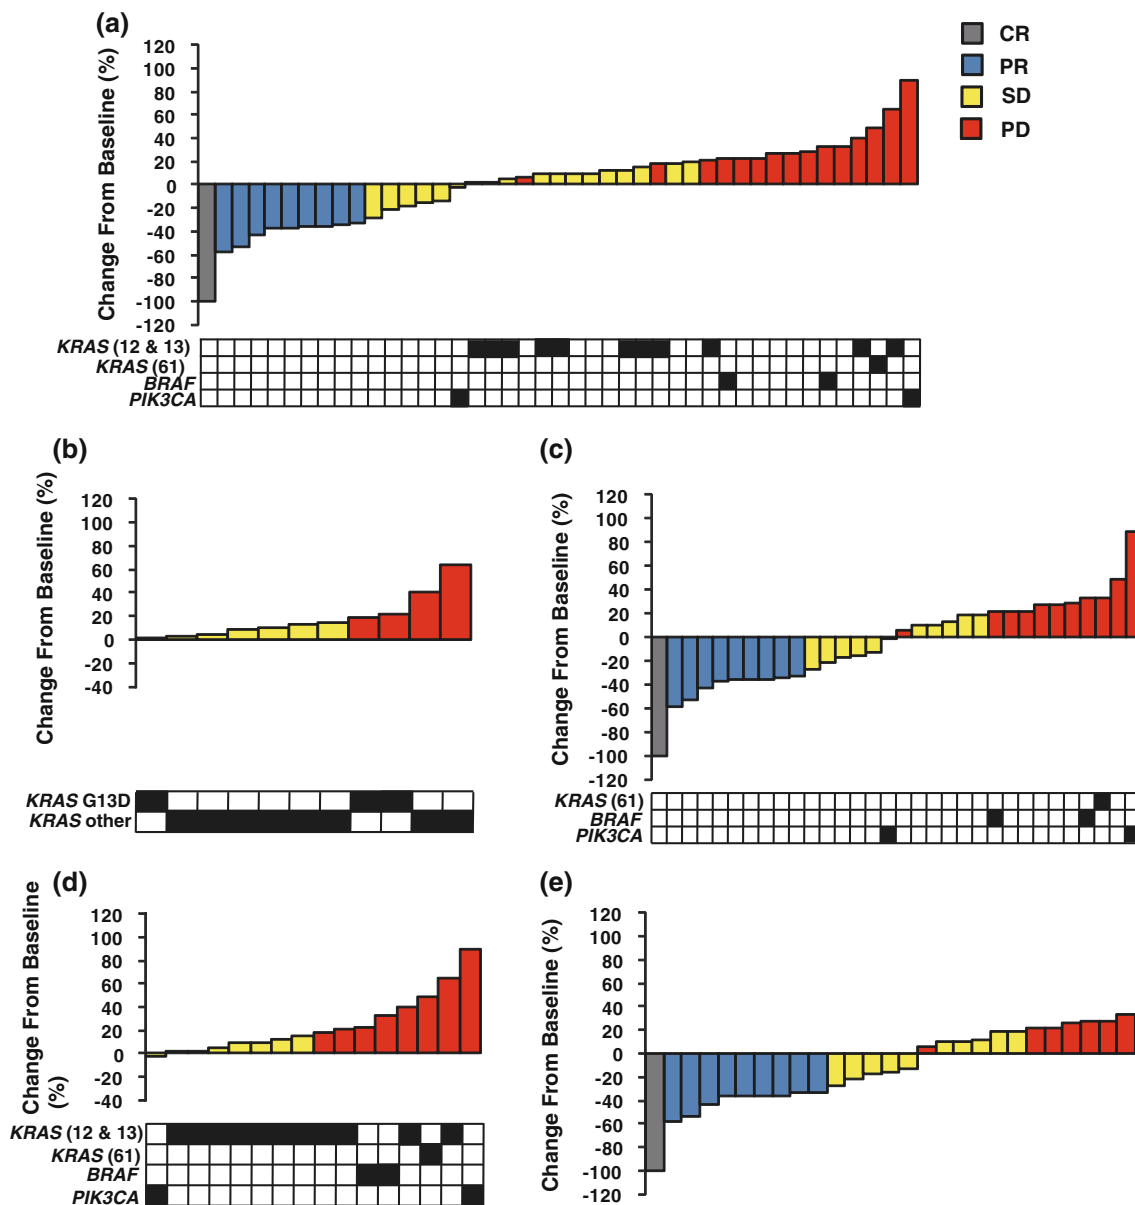 (a)
Change From Baseline (%)
120
100
80
60
40
20
0
-20
-40
-60
-80
-100
-120
CR
PR
SD
PD
KRAS (12 & 13)
KRAS (61)
BRAF
PIK3CA
(b)
Change From Baseline (%)
120
100
80
60
40
20
0
-20
-40
KRAS G13D
KRAS other
(c)
Change From Baseline (%)
120
100
80
60
40
20
0
-20
-40
-60
-80
-100
-120
KRAS (61)
BRAF
PIK3CA
(d)
Change From Baseline
(%)
120
100
80
60
40
20
0
-20
-40
KRAS (12 & 13)
KRAS (61)
BRAF
PIK3CA
(e)
Change From Baseline (%)
120
100
80
60
40
20
0
-20
-40
-60
-80
-100
-120